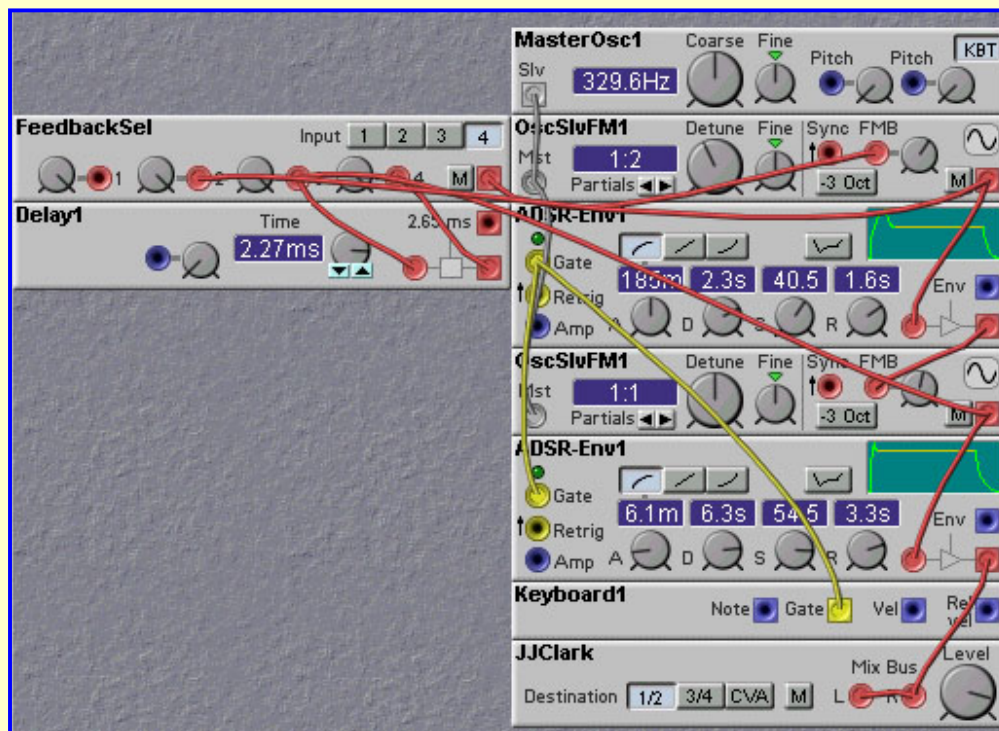 MasterOsc1 Coarse Fine
Slv 329.6Hz Pitch Pitch KBT
FeedbackSel Input 1 2 3 4
1 2 4 M
OscSlvFM1 Detune Fine Sync FMB
Mst 1:2
Partials -3 Oct M
Delay1 Time 2.65ms
2.27ms
ADSR-Env1
Gate
185m 2.3s 40.5 1.6s Env
Retrig
Amp A D S R
OscSlvFM1 Detune Fine Sync FMB
Mst 1:1
Partials -3 Oct M
ADSR-Env1
Gate
6.1m 6.3s 54.5 3.3s Env
Retrig
Amp A D S R
Keyboard1
Note Gate Vel Rel vel
JJClark Mix Bus Level
Destination 1/2 3/4 CVA M L R